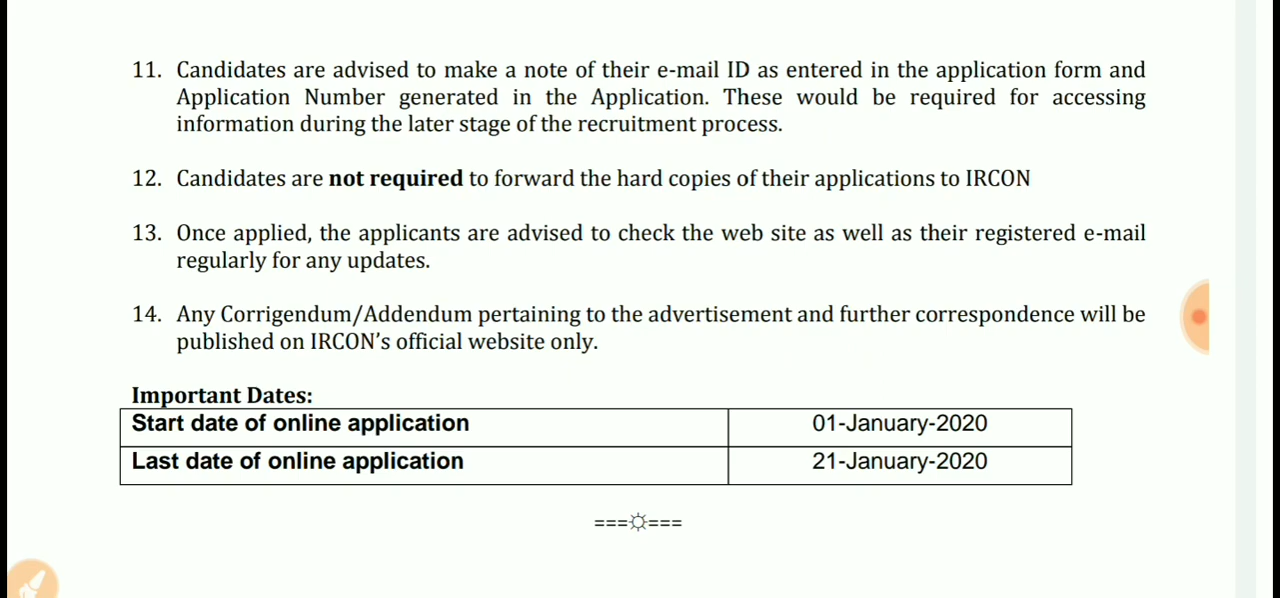 11. Candidates are advised to make a note of their e-mail ID as entered in the application form and
Application Number generated in the Application. These would be required for accessing
information during the later stage of the recruitment process.
12. Candidates are not required to forward the hard copies of their applications to IRCON
13. Once applied, the applicants are advised to check the web site as well as their registered e-mail
regularly for any updates.
14. Any Corrigendum/Addendum pertaining to the advertisement and further correspondence will be
published on IRCON’s official website only.
Important Dates:
Start date of online application 01-January-2020
Last date of online application 21-January-2020
===☼===